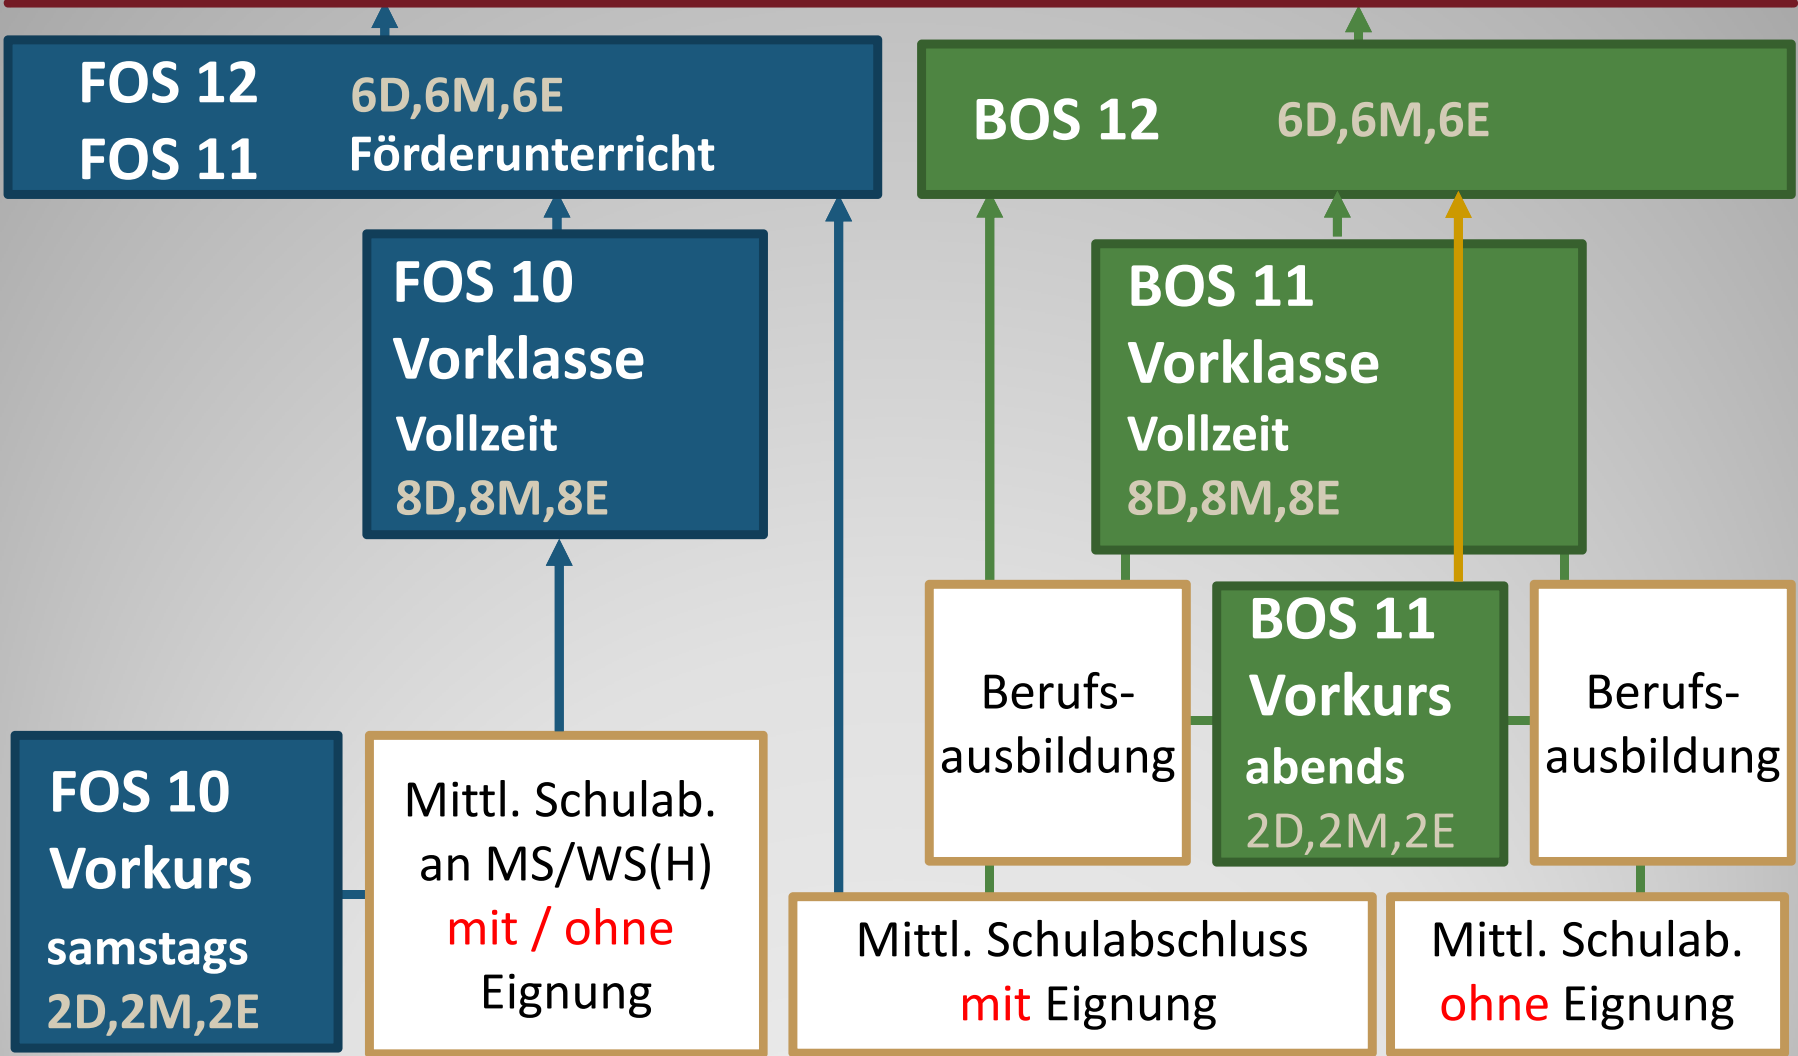 FOS 12
6D,6M,6E
FOS 11
Förderunterricht
BOS 12
6D,6M,6E
FOS 10
Vorklasse
Vollzeit
8D,8M,8E
BOS 11
Vorklasse
Vollzeit
8D,8M,8E
Berufs-
ausbildung
BOS 11
Vorkurs
abends
2D,2M,2E
Berufs-
ausbildung
FOS 10
Vorkurs
samstags
2D,2M,2E
Mittl. Schulab.
an MS/WS(H)
mit / ohne
Eignung
Mittl. Schulabschluss
mit Eignung
Mittl. Schulab.
ohne Eignung